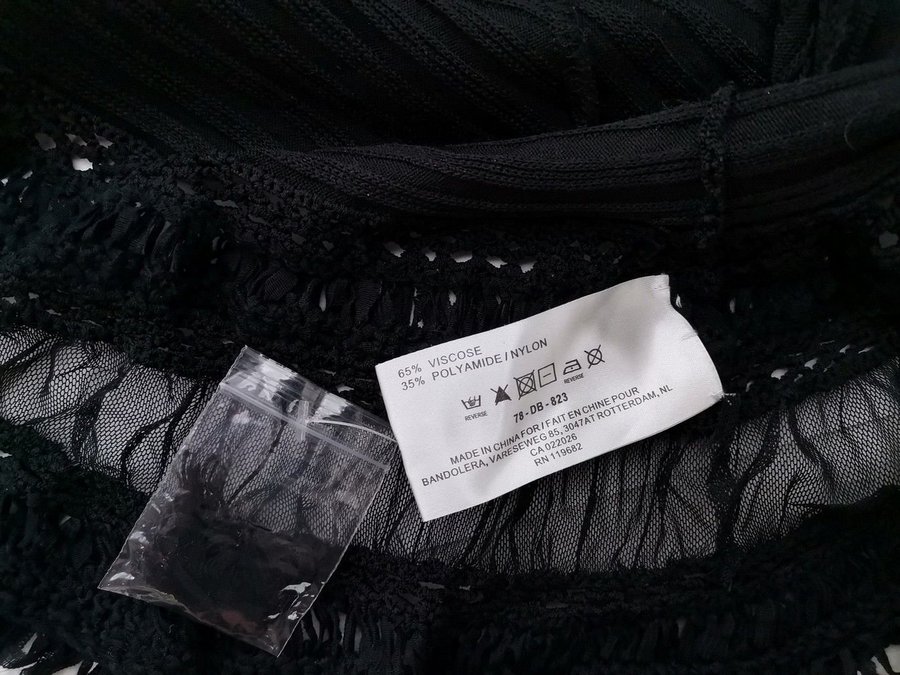 65% VISCOSE
35% POLYAMIDE / NYLON
REVERSE
REVERSE
78 - DB - 823
MADE IN CHINA FOR / FAIT EN CHINE POUR
BANDOLERA, VARESEWEG 85, 3047AT ROTTERDAM, NL
CA 022026
RN 119682